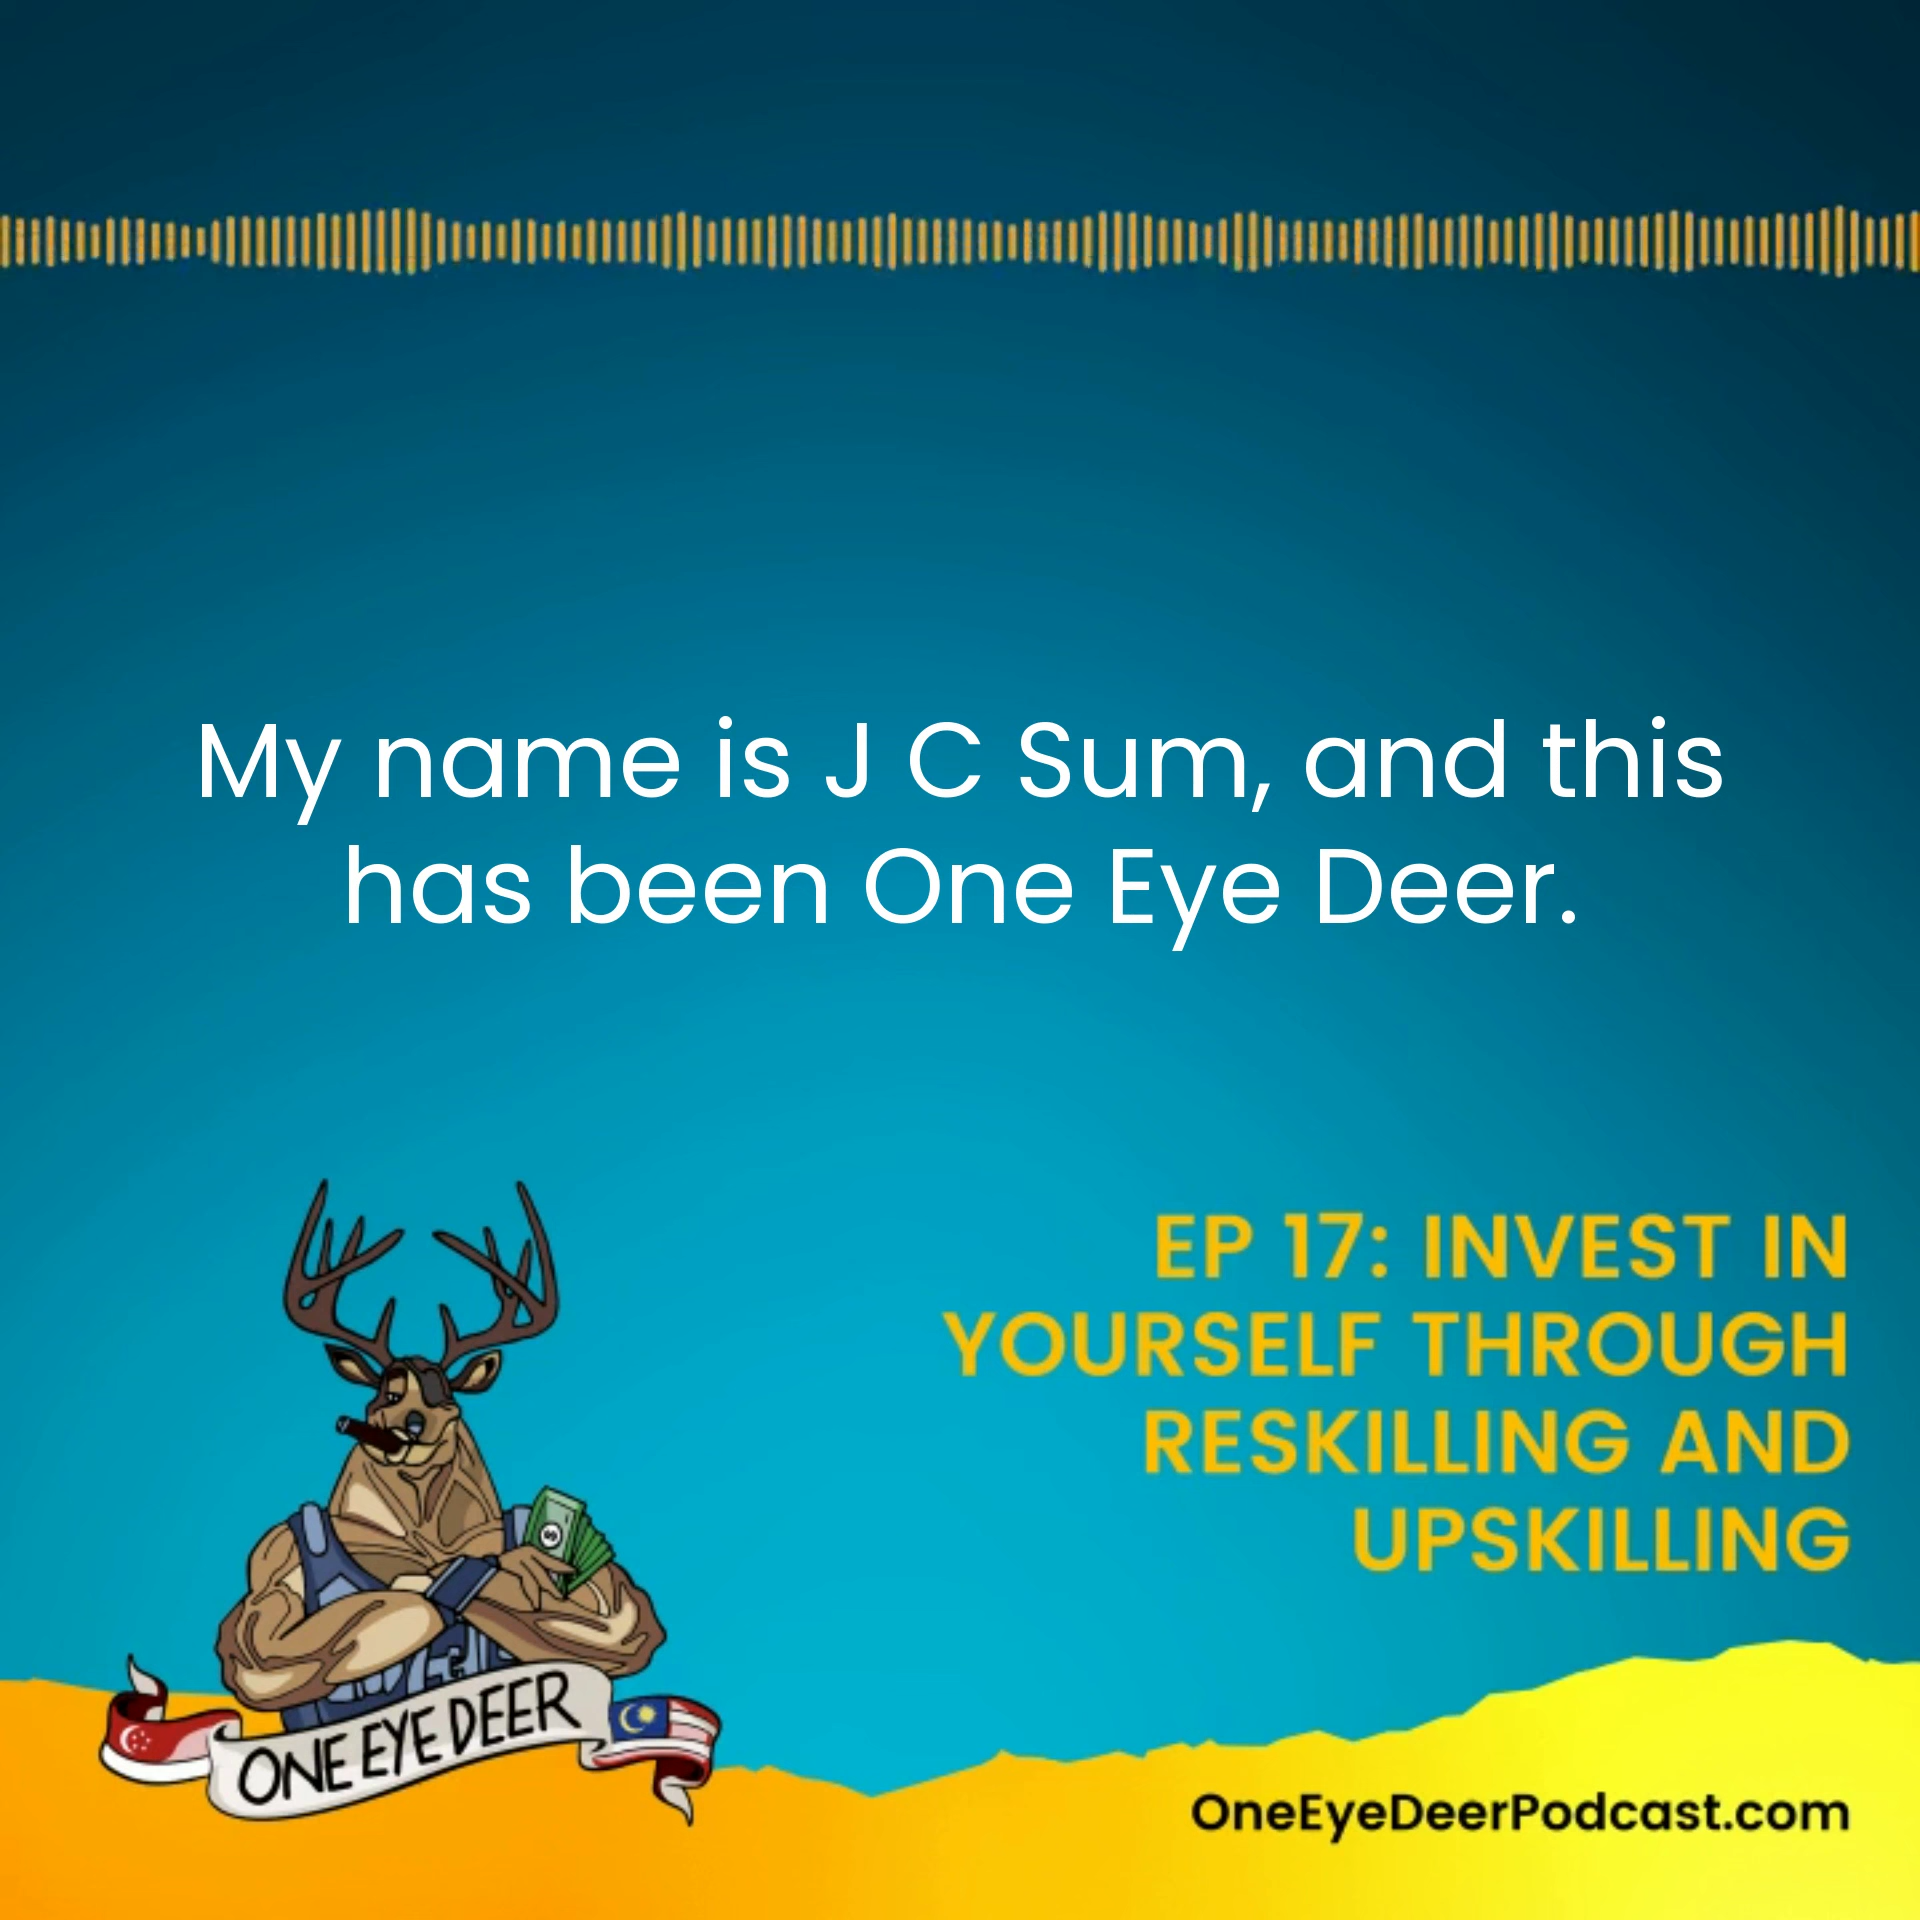 My name is J C Sum, and this
has been One Eye Deer.
EP 17: INVEST IN
YOURSELF THROUGH
RESKILLING AND
UPSKILLING
ONE EYE DEER
OneEyeDeerPodcast.com